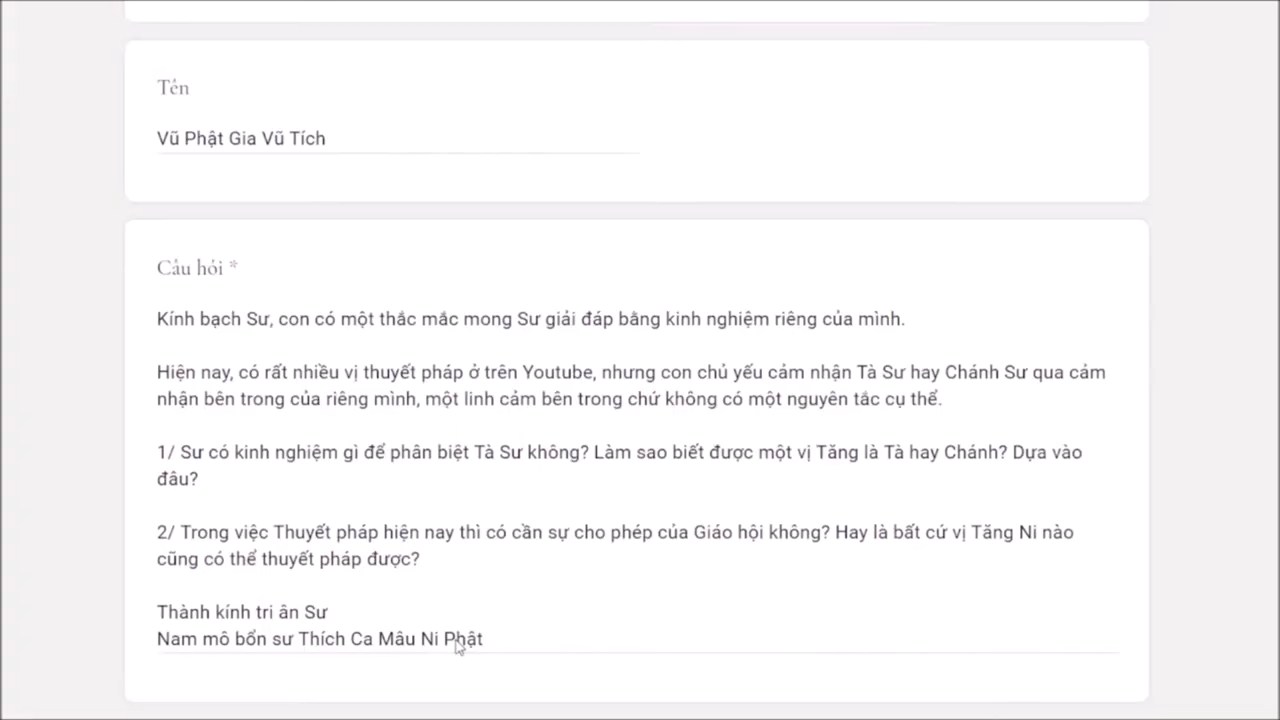 Tên
Vũ Phật Gia Vũ Tích
Câu hỏi *
Kính bạch Sư, con có một thắc mắc mong Sư giải đáp bằng kinh nghiệm riêng của mình.
Hiện nay, có rất nhiều vị thuyết pháp ở trên Youtube, nhưng con chủ yếu cảm nhận Tà Sư hay Chánh Sư qua cảm
nhận bên trong của riêng mình, một linh cảm bên trong chứ không có một nguyên tắc cụ thể.
1/ Sư có kinh nghiệm gì để phân biệt Tà Sư không? Làm sao biết được một vị Tăng là Tà hay Chánh? Dựa vào
đâu?
2/ Trong việc Thuyết pháp hiện nay thì có cần sự cho phép của Giáo hội không? Hay là bất cứ vị Tăng Ni nào
cũng có thể thuyết pháp được?
Thành kính tri ân Sư
Nam mô bổn sư Thích Ca Mâu Ni Phật